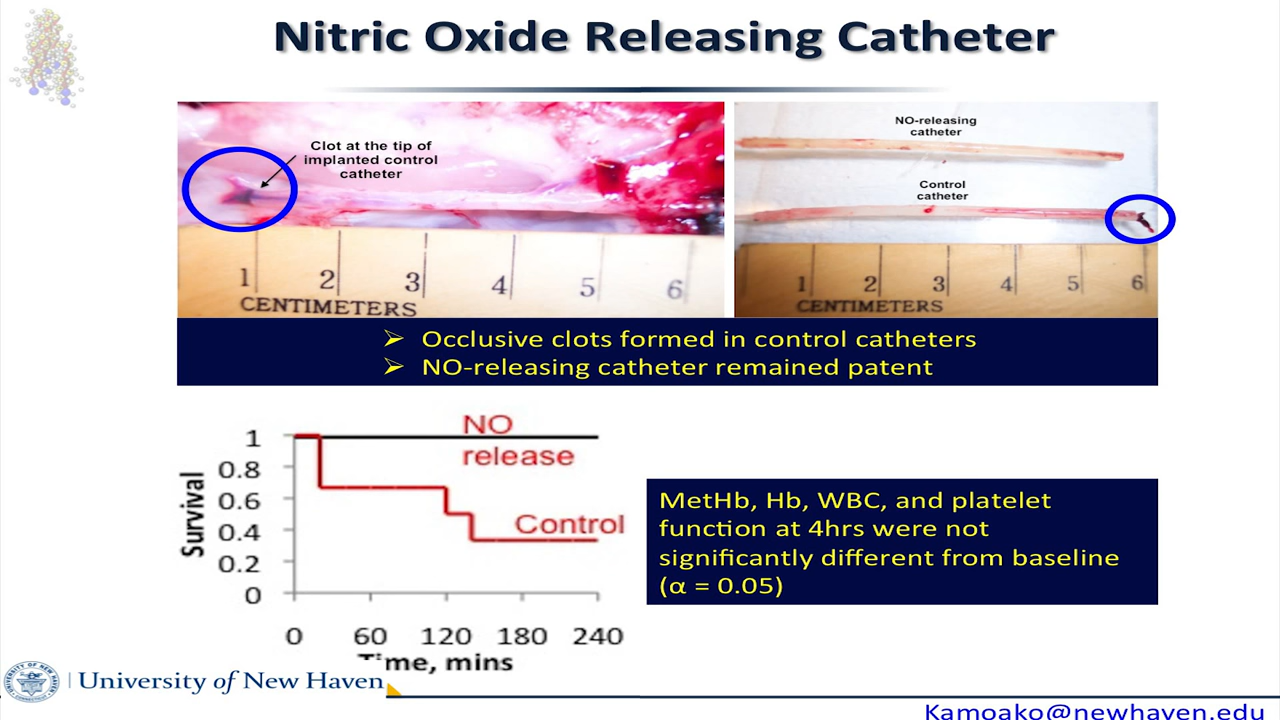 Nitric Oxide Releasing Catheter
Clot at the tip of
implanted control
catheter
1 2 3 4 5 6
CENTIMETERS
NO-releasing
catheter
Control
catheter
1 2 3 4 5 6
CENTIMETERS
➢ Occlusive clots formed in control catheters
➢ NO-releasing catheter remained patent
Survival
1
0.8
0.6
0.4
0.2
0
NO
release
Control
0 60 120 180 240
Time, mins
MetHb, Hb, WBC, and platelet
function at 4hrs were not
significantly different from baseline
(α = 0.05)
University of New Haven
Kamoako@newhaven.edu